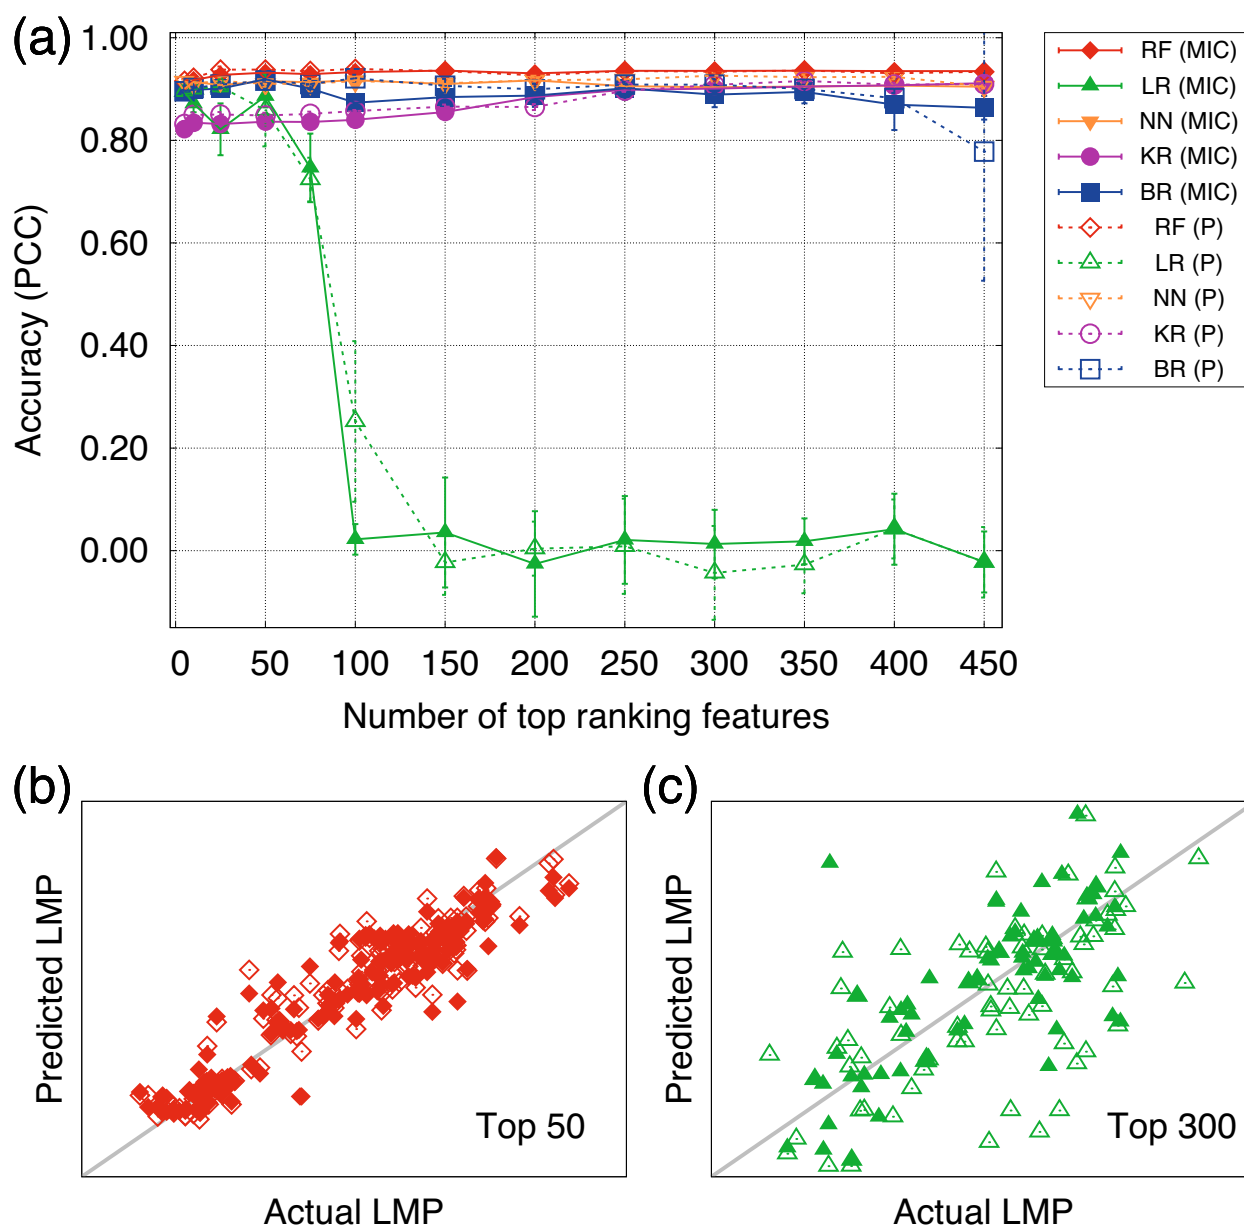 (a)
1.00
0.80
0.60
0.40
0.20
0.00
Accuracy (PCC)
0 50 100 150 200 250 300 350 400 450
Number of top ranking features
RF (MIC)
LR (MIC)
NN (MIC)
KR (MIC)
BR (MIC)
RF (P)
LR (P)
NN (P)
KR (P)
BR (P)
(b)
Predicted LMP
Top 50
Actual LMP
(c)
Predicted LMP
Top 300
Actual LMP